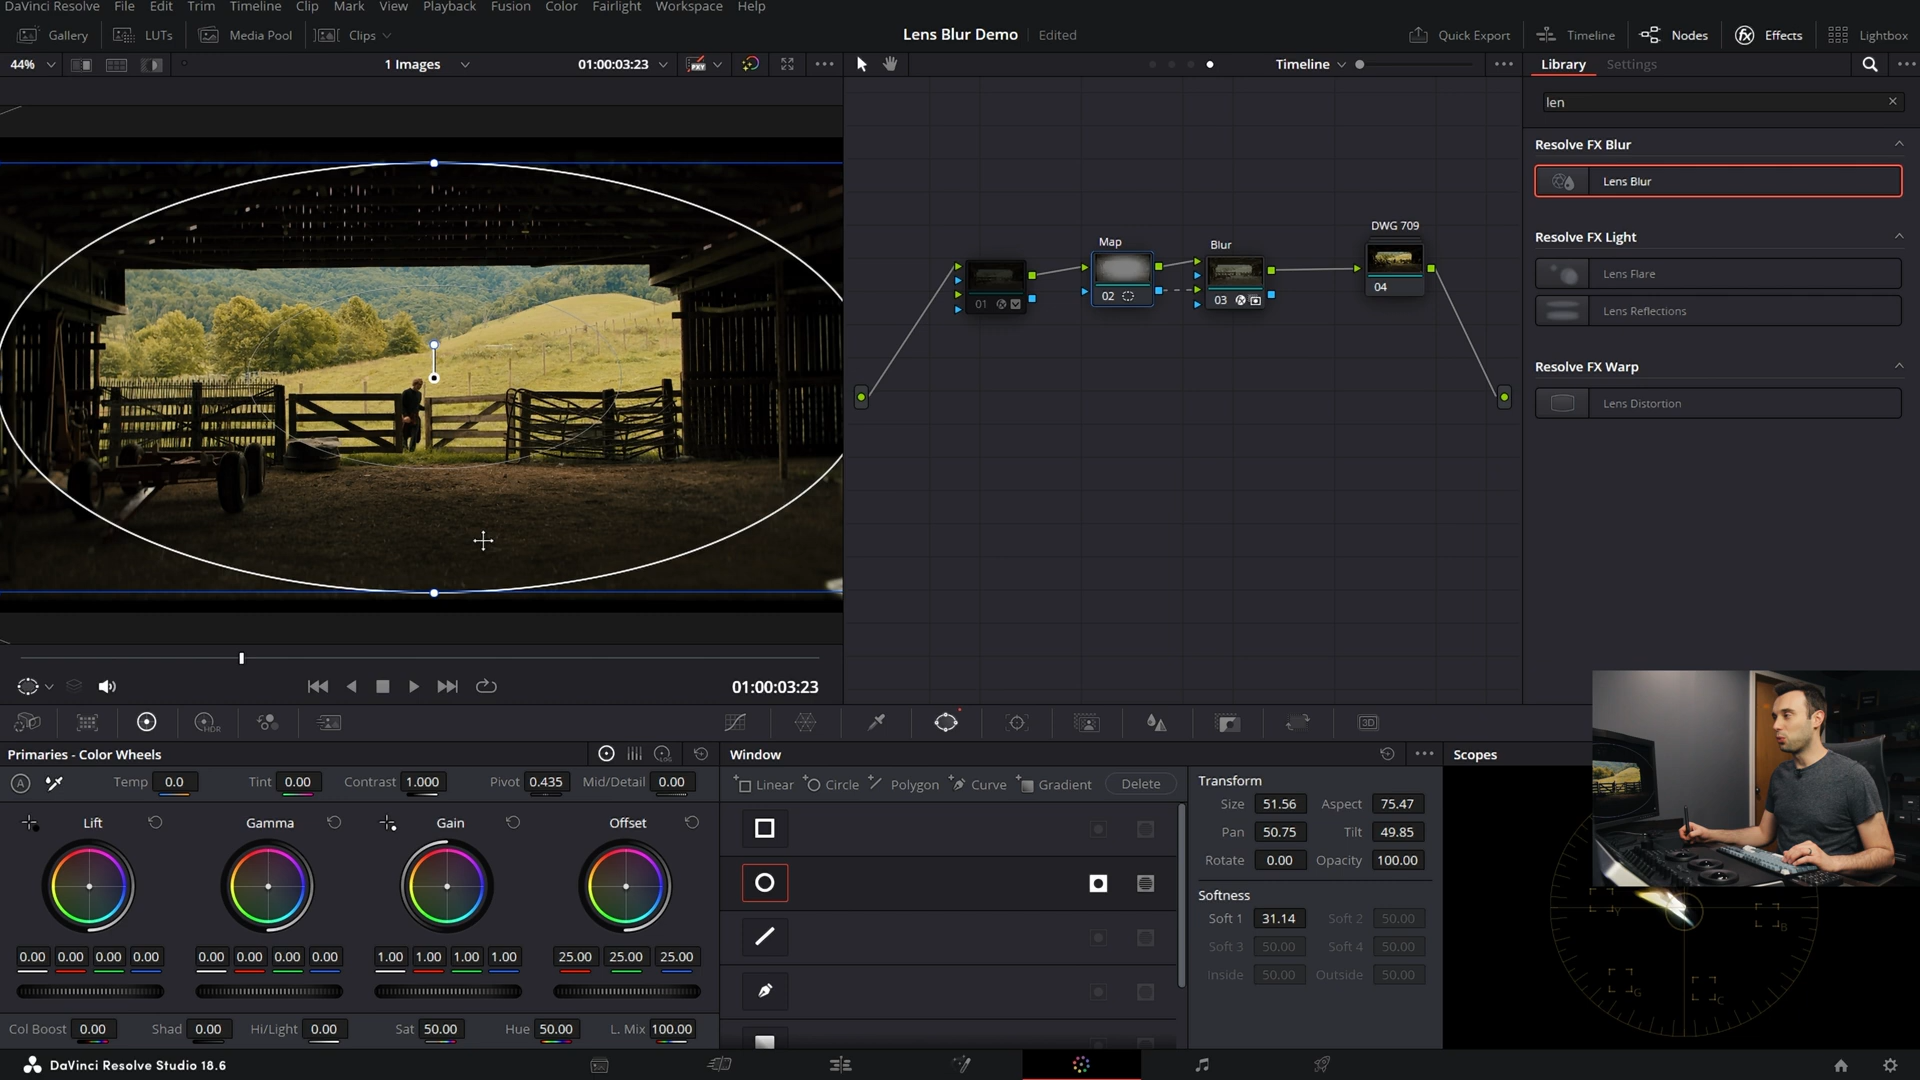 DaVinci Resolve File Edit Trim Timeline Clip Mark View Playback Fusion Color Fairlight Workspace Help
Gallery LUTs Media Pool Clips Lens Blur Demo Edited Quick Export Timeline Nodes Effects Lightbox
44% 1 Images 01:00:03:23 PXY Timeline Library Settings
len
Resolve FX Blur
Lens Blur
Resolve FX Light
Lens Flare
Lens Reflections
Resolve FX Warp
Lens Distortion
DWG 709
Map Blur
01 02 03 04
01:00:03:23
HDR 3D
Primaries - Color Wheels LOG Window Scopes
A Temp 0.0 Tint 0.00 Contrast 1.000 Pivot 0.435 Mid/Detail 0.00
Linear Circle Polygon Curve Gradient Delete
Lift Gamma Gain Offset
0.00 0.00 0.00 0.00 0.00 0.00 0.00 0.00 1.00 1.00 1.00 1.00 25.00 25.00 25.00
Col Boost 0.00 Shad 0.00 Hi/Light 0.00 Sat 50.00 Hue 50.00 L. Mix 100.00
Transform
Size 51.56 Aspect 75.47
Pan 50.75 Tilt 49.85
Rotate 0.00 Opacity 100.00
Softness
Soft 1 31.14 Soft 2 50.00
Soft 3 50.00 Soft 4 50.00
Inside 50.00 Outside 50.00
Y B
G C
DaVinci Resolve Studio 18.6